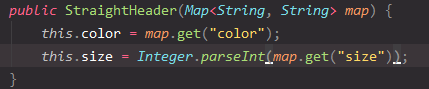 public StraightHeader(Map<String, String> map) {
    this.color = map.get("color");
    this.size = Integer.parseInt(map.get("size"));
}